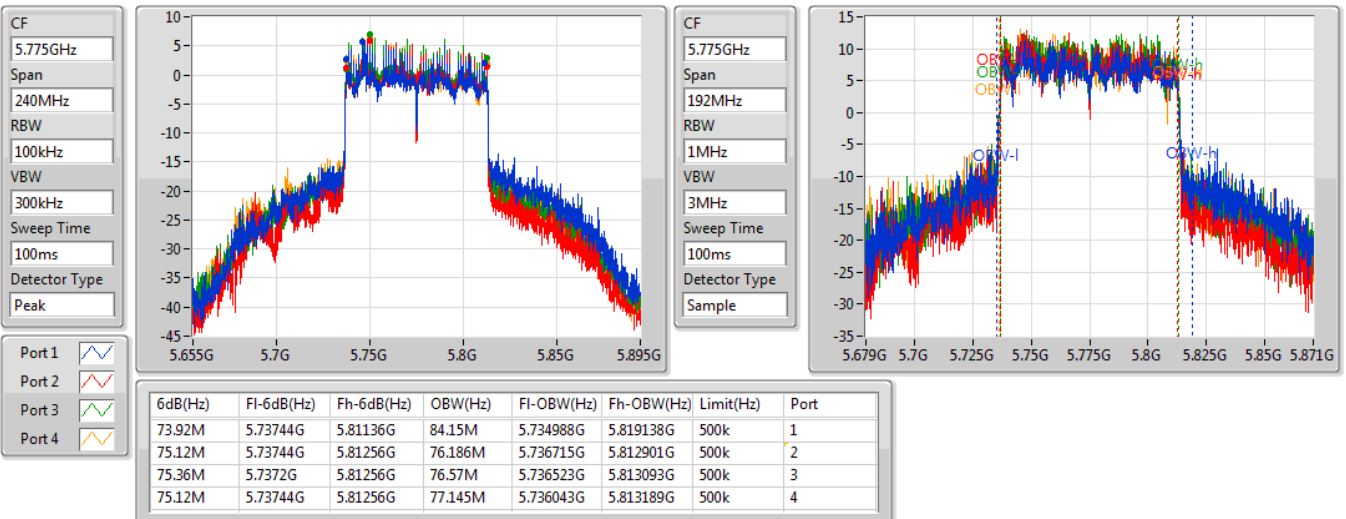 CF
5.775GHz
Span
240MHz
RBW
100kHz
VBW
300kHz
Sweep Time
100ms
Detector Type
Peak
Port 1
Port 2
Port 3
Port 4
10
5
0
-5
-10
-15
-20
-25
-30
-35
-40
-45
5.655G 5.7G 5.75G 5.8G 5.85G 5.895G
CF
5.775GHz
Span
192MHz
RBW
1MHz
VBW
3MHz
Sweep Time
100ms
Detector Type
Sample
15
10
5
0
-5
-10
-15
-20
-25
-30
-35
OBW-l
OBW-h
5.679G 5.7G 5.725G 5.75G 5.775G 5.8G 5.825G 5.85G 5.871G
6dB(Hz) Fl-6dB(Hz) Fh-6dB(Hz) OBW(Hz) Fl-OBW(Hz) Fh-OBW(Hz) Limit(Hz) Port
73.92M 5.73744G 5.81136G 84.15M 5.734988G 5.819138G 500k 1
75.12M 5.73744G 5.81256G 76.186M 5.736715G 5.812901G 500k 2
75.36M 5.7372G 5.81256G 76.57M 5.736523G 5.813093G 500k 3
75.12M 5.73744G 5.81256G 77.145M 5.736043G 5.813189G 500k 4